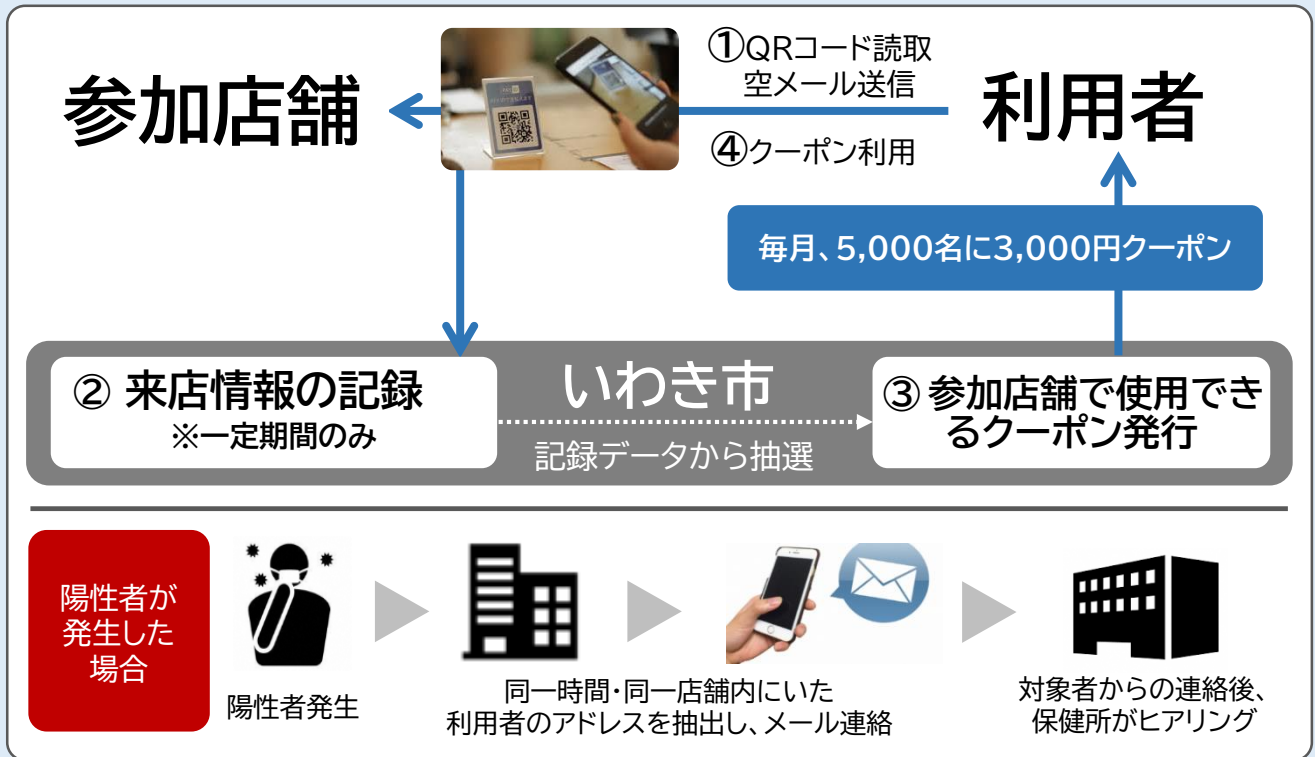 参加店舗
①QRコード読取
空メール送信
④クーポン利用
利用者
毎月、5,000名に3,000円クーポン
② 来店情報の記録
※一定期間のみ
いわき市
記録データから抽選
③参加店舗で使用でき
るクーポン発行
陽性者が
発生した
場合
陽性者発生
同一時間・同一店舗内にいた
利用者のアドレスを抽出し、メール連絡
対象者からの連絡後、
保健所がヒアリング